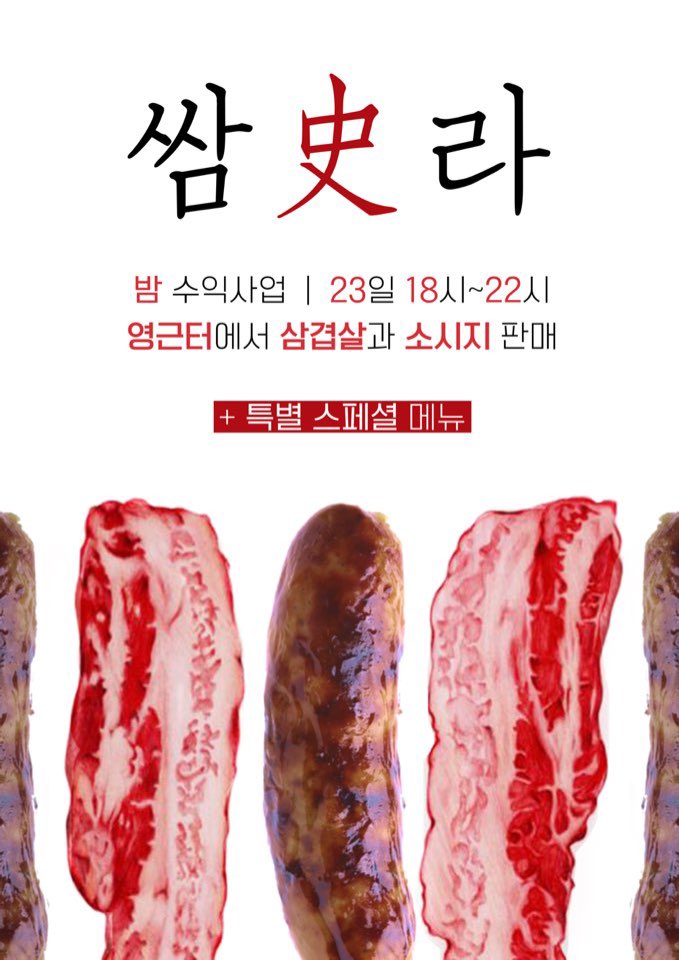 쌈史라
밤 수익사업 | 23일 18시~22시
영근터에서 삼겹살과 소시지 판매
+ 특별 스페셜 메뉴